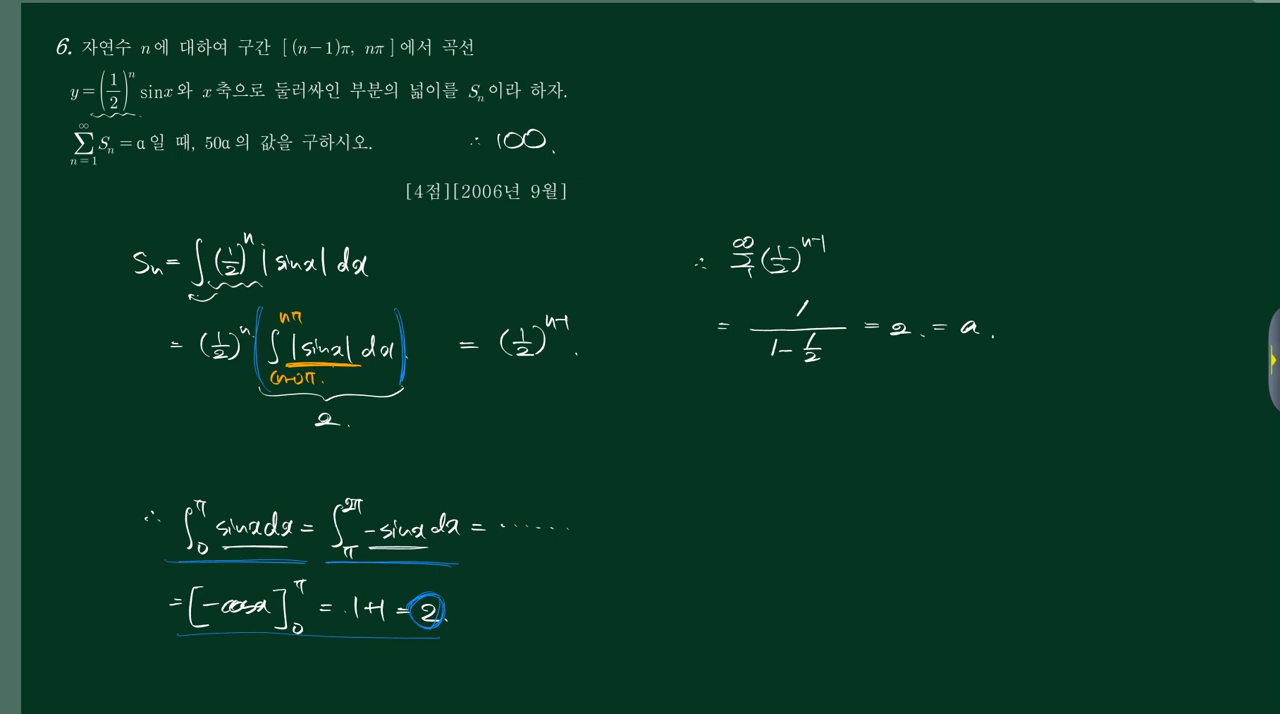 6. 자연수 n에 대하여 구간 [(n-1)π, nπ]에서 곡선
y=(1/2)^n sinx와 x축으로 둘러싸인 부분의 넓이를 S_n이라 하자.
∑_{n=1}^{∞} S_n = α일 때, 50α의 값을 구하시오. ∴ 100.
[4점][2006년 9월]
S_n = ∫ (1/2)^n |sinx| dx
= (1/2)^n (∫_{(n-1)π}^{nπ} |sinx| dx) = (1/2)^{n-1}.
2.
∴ ∫_0^π sinx dx = ∫_π^{2π} -sinx dx = ······
= [-cosx]_0^π = 1+1 = 2.
∴ ∑_1^∞ (1/2)^{n-1}
= 1/(1-1/2) = 2. = α.